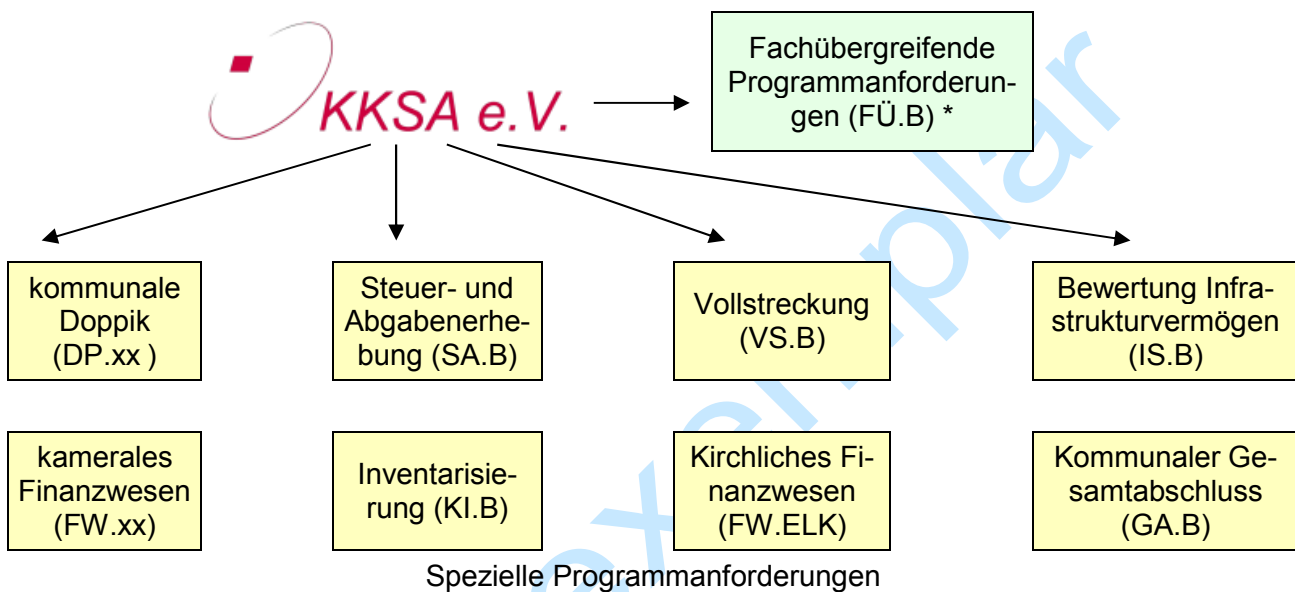 KKSA e.V.
Fachübergreifende
Programmanforderun-
gen (FÜ.B) *
kommunale
Doppik
(DP.xx )
Steuer- und
Abgabenerhe-
bung (SA.B)
Vollstreckung
(VS.B)
Bewertung Infra-
strukturvermögen
(IS.B)
kamerales
Finanzwesen
(FW.xx)
Inventarisie-
rung (KI.B)
Kirchliches Fi-
nanzwesen
(FW.ELK)
Kommunaler Ge-
samtabschluss
(GA.B)
Spezielle Programmanforderungen